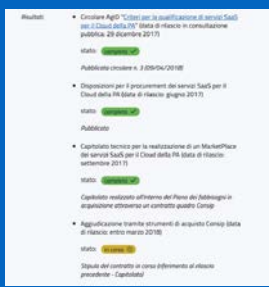 Risultati:
• Circolare AgID "Criteri per la qualificazione di servizi SaaS
per il Cloud della PA" (data di rilascio in consultazione
pubblica: 29 dicembre 2017)
stato: completato ✓
Pubblicata circolare n. 3 (09/04/2018)
• Disposizioni per il procurement dei servizi SaaS per il
Cloud della PA (data di rilascio: giugno 2017)
stato: completato ✓
Pubblicato
• Capitolato tecnico per la realizzazione di un MarketPlace
dei servizi SaaS per il Cloud della PA (data di rilascio:
settembre 2017)
stato: completato ✓
Capitolato realizzato all'interno del Piano dei fabbisogni in
acquisizione attraverso un contratto quadro Consip
• Aggiudicazione tramite strumenti di acquisto Consip (data
di rilascio: entro marzo 2018)
stato: in corso
Stipula del contratto in corso (riferimento al rilascio
precedente - Capitolato)